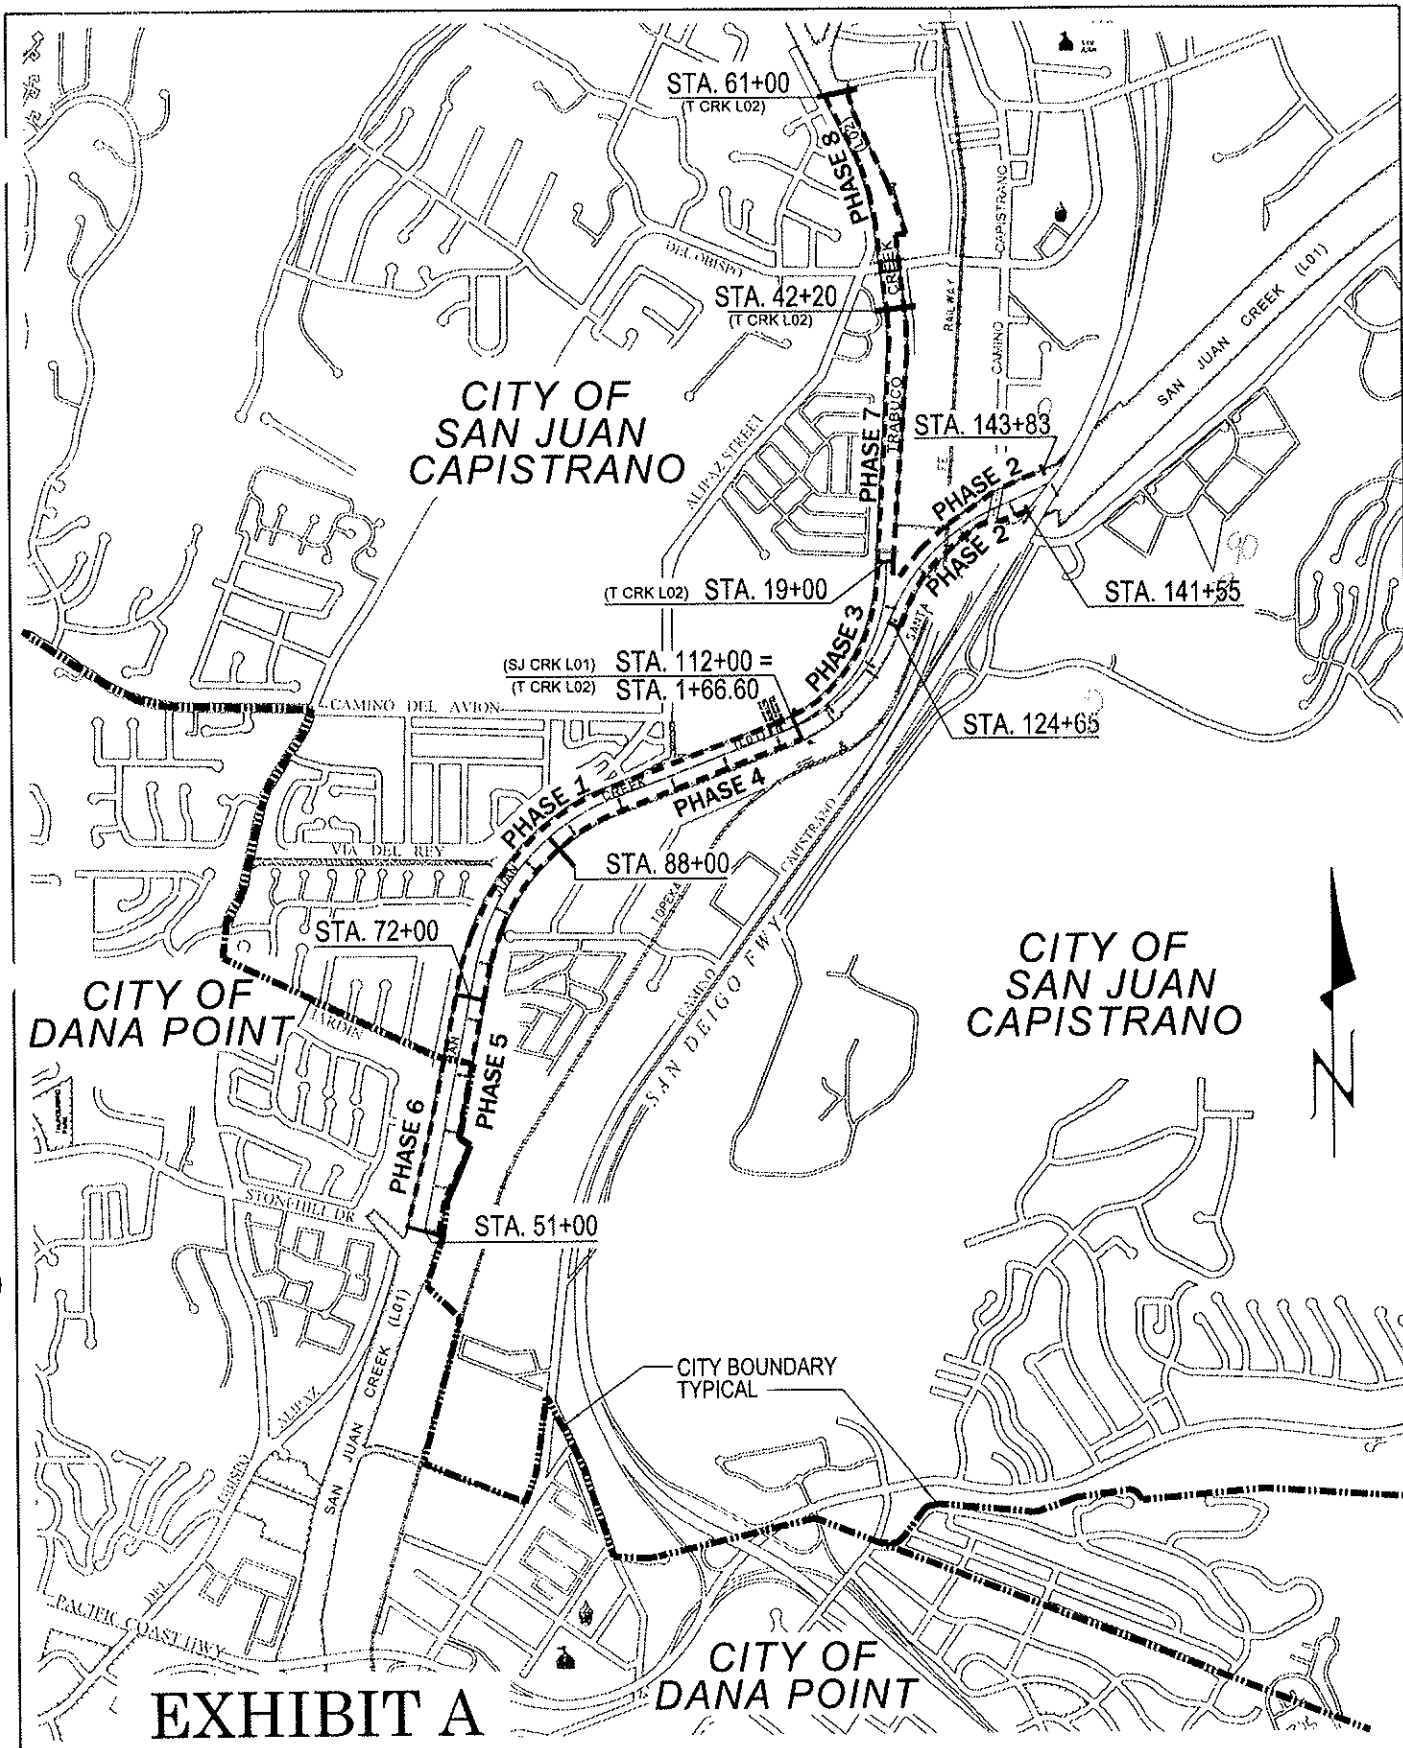 STA. 61+00
(T CRK L02)
(L02)
PHASE 8
CAPISTRANO
DEL OBISPO
CREEK
STA. 42+20
(T CRK L02)
RAILWAY
CAMINO
SAN JUAN CREEK (L01)
CITY OF
SAN JUAN
CAPISTRANO
TRABUCO
PHASE 7
ALIPAZ STREET
STA. 143+83
PHASE 2
PHASE 2
STA. 141+55
(T CRK L02) STA. 19+00
SANTA
FE
PHASE 3
(SJ CRK L01) STA. 112+00 =
(T CRK L02) STA. 1+66.60
CAMINO DEL AVION
STA. 124+65
(L01)
CREEK
PHASE 1
PHASE 4
VIA DEL REY
STA. 88+00
JUAN
CAPISTRANO
TOPEKA
STA. 72+00
CAMINO
SAN DEIGO FWY
CITY OF
SAN JUAN
CAPISTRANO
CITY OF
DANA POINT
JARDIN
SAN
PHASE 5
PHASE 6
N
STONEHILL DR
STA. 51+00
SAN JUAN CREEK (L01)
CITY BOUNDARY
TYPICAL
ALIPAZ
OBISPO
DEL
PACIFIC COAST HWY
CITY OF
DANA POINT
EXHIBIT A